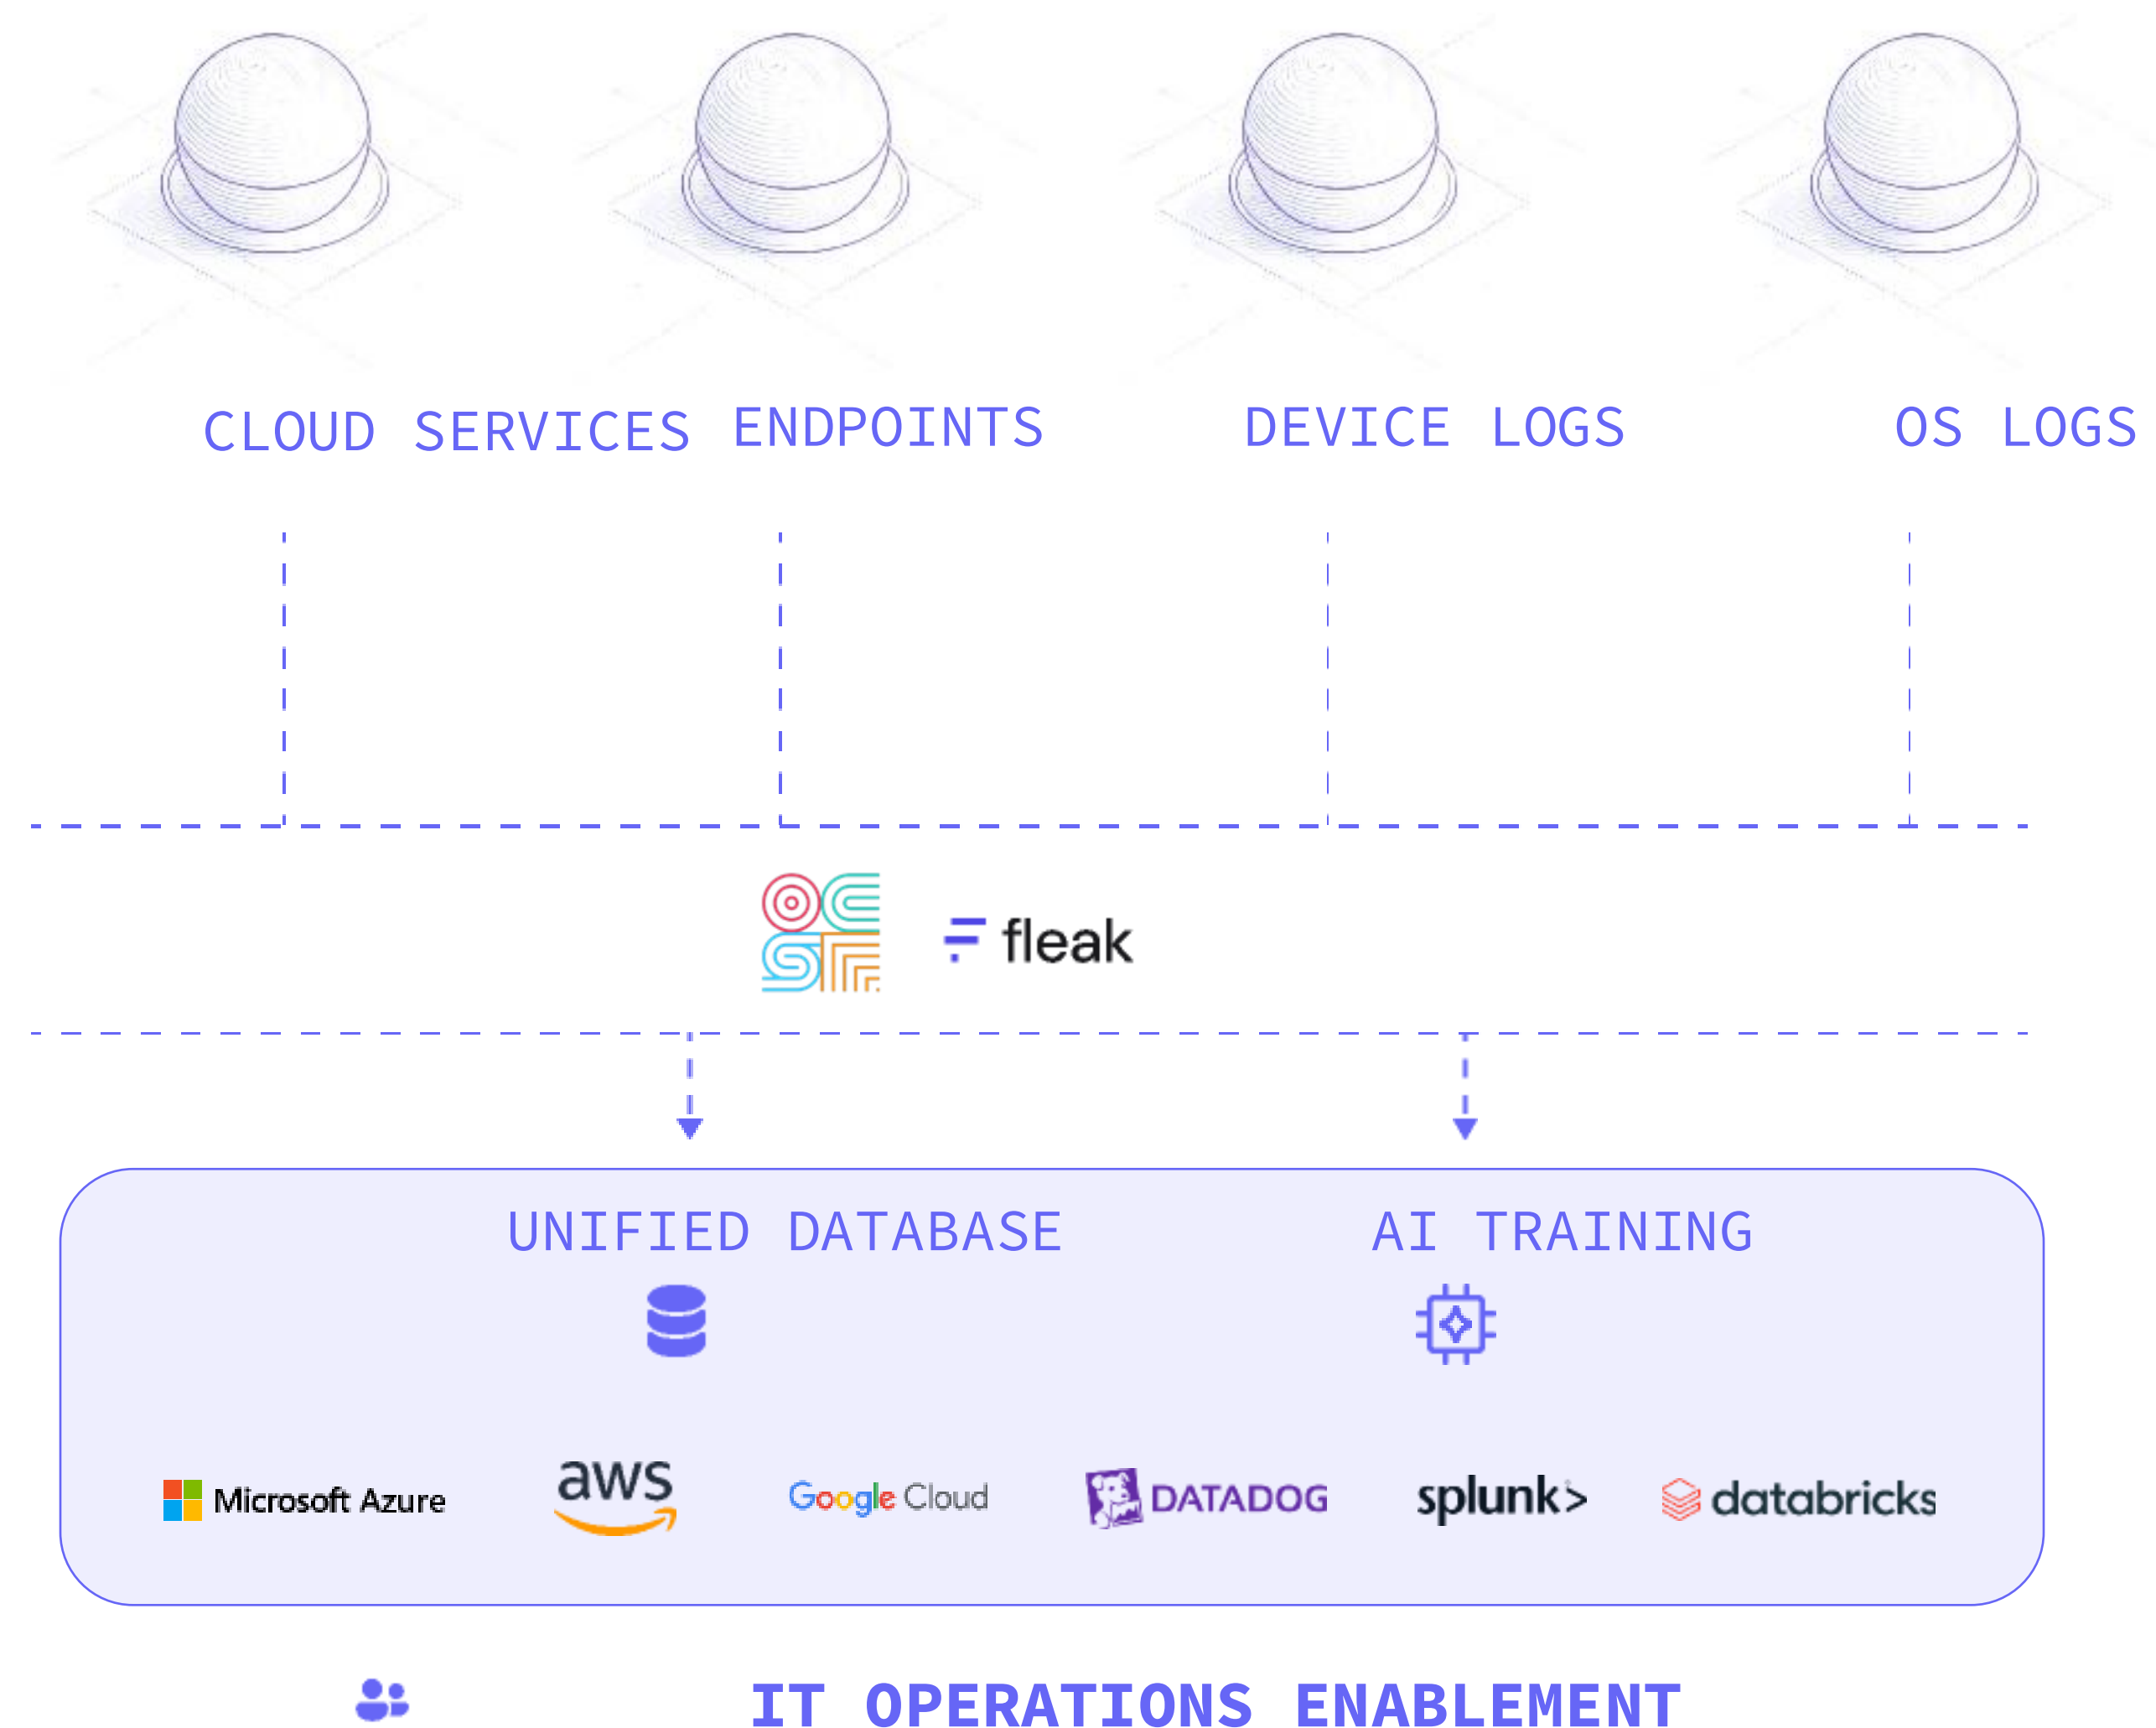 CLOUD SERVICES
ENDPOINTS
DEVICE LOGS
OS LOGS
OCSF
fleak
UNIFIED DATABASE
AI TRAINING
Microsoft Azure
aws
Google Cloud
DATADOG
splunk>
databricks
IT OPERATIONS ENABLEMENT